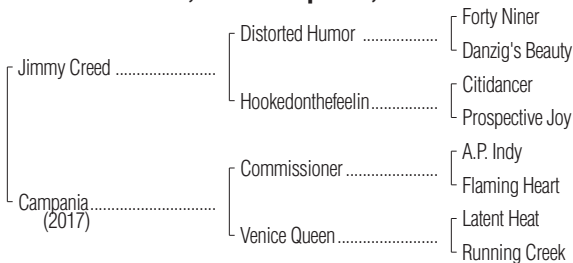 Forty Niner
Distorted Humor ..................
Danzig's Beauty
Jimmy Creed ........................
Citidancer
Hookedonthefeelin................
Prospective Joy
A.P. Indy
Commissioner ......................
Flaming Heart
Campania..............................
(2017)
Latent Heat
Venice Queen........................
Running Creek